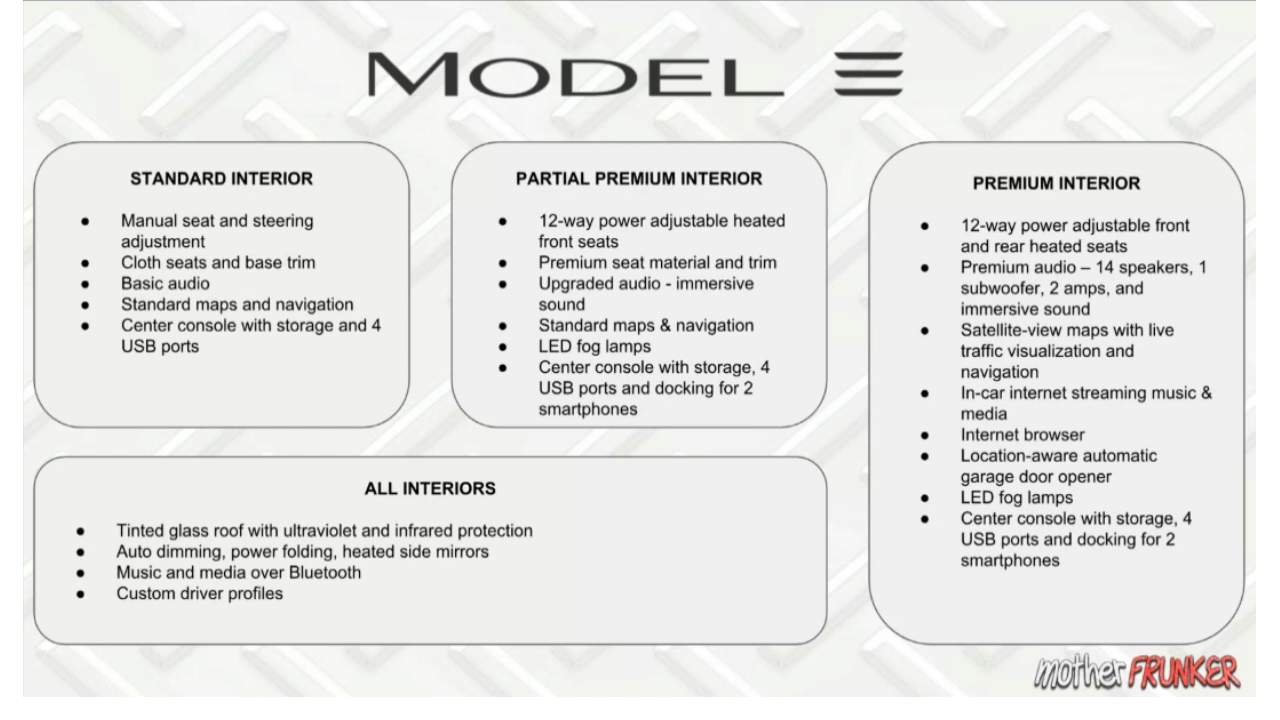 MODEL ☰
STANDARD INTERIOR
● Manual seat and steering
adjustment
● Cloth seats and base trim
● Basic audio
● Standard maps and navigation
● Center console with storage and 4
USB ports
PARTIAL PREMIUM INTERIOR
● 12-way power adjustable heated
front seats
● Premium seat material and trim
● Upgraded audio - immersive
sound
● Standard maps & navigation
● LED fog lamps
● Center console with storage, 4
USB ports and docking for 2
smartphones
PREMIUM INTERIOR
● 12-way power adjustable front
and rear heated seats
● Premium audio – 14 speakers, 1
subwoofer, 2 amps, and
immersive sound
● Satellite-view maps with live
traffic visualization and
navigation
● In-car internet streaming music &
media
● Internet browser
● Location-aware automatic
garage door opener
● LED fog lamps
● Center console with storage, 4
USB ports and docking for 2
smartphones
ALL INTERIORS
● Tinted glass roof with ultraviolet and infrared protection
● Auto dimming, power folding, heated side mirrors
● Music and media over Bluetooth
● Custom driver profiles
mother FRUNKER